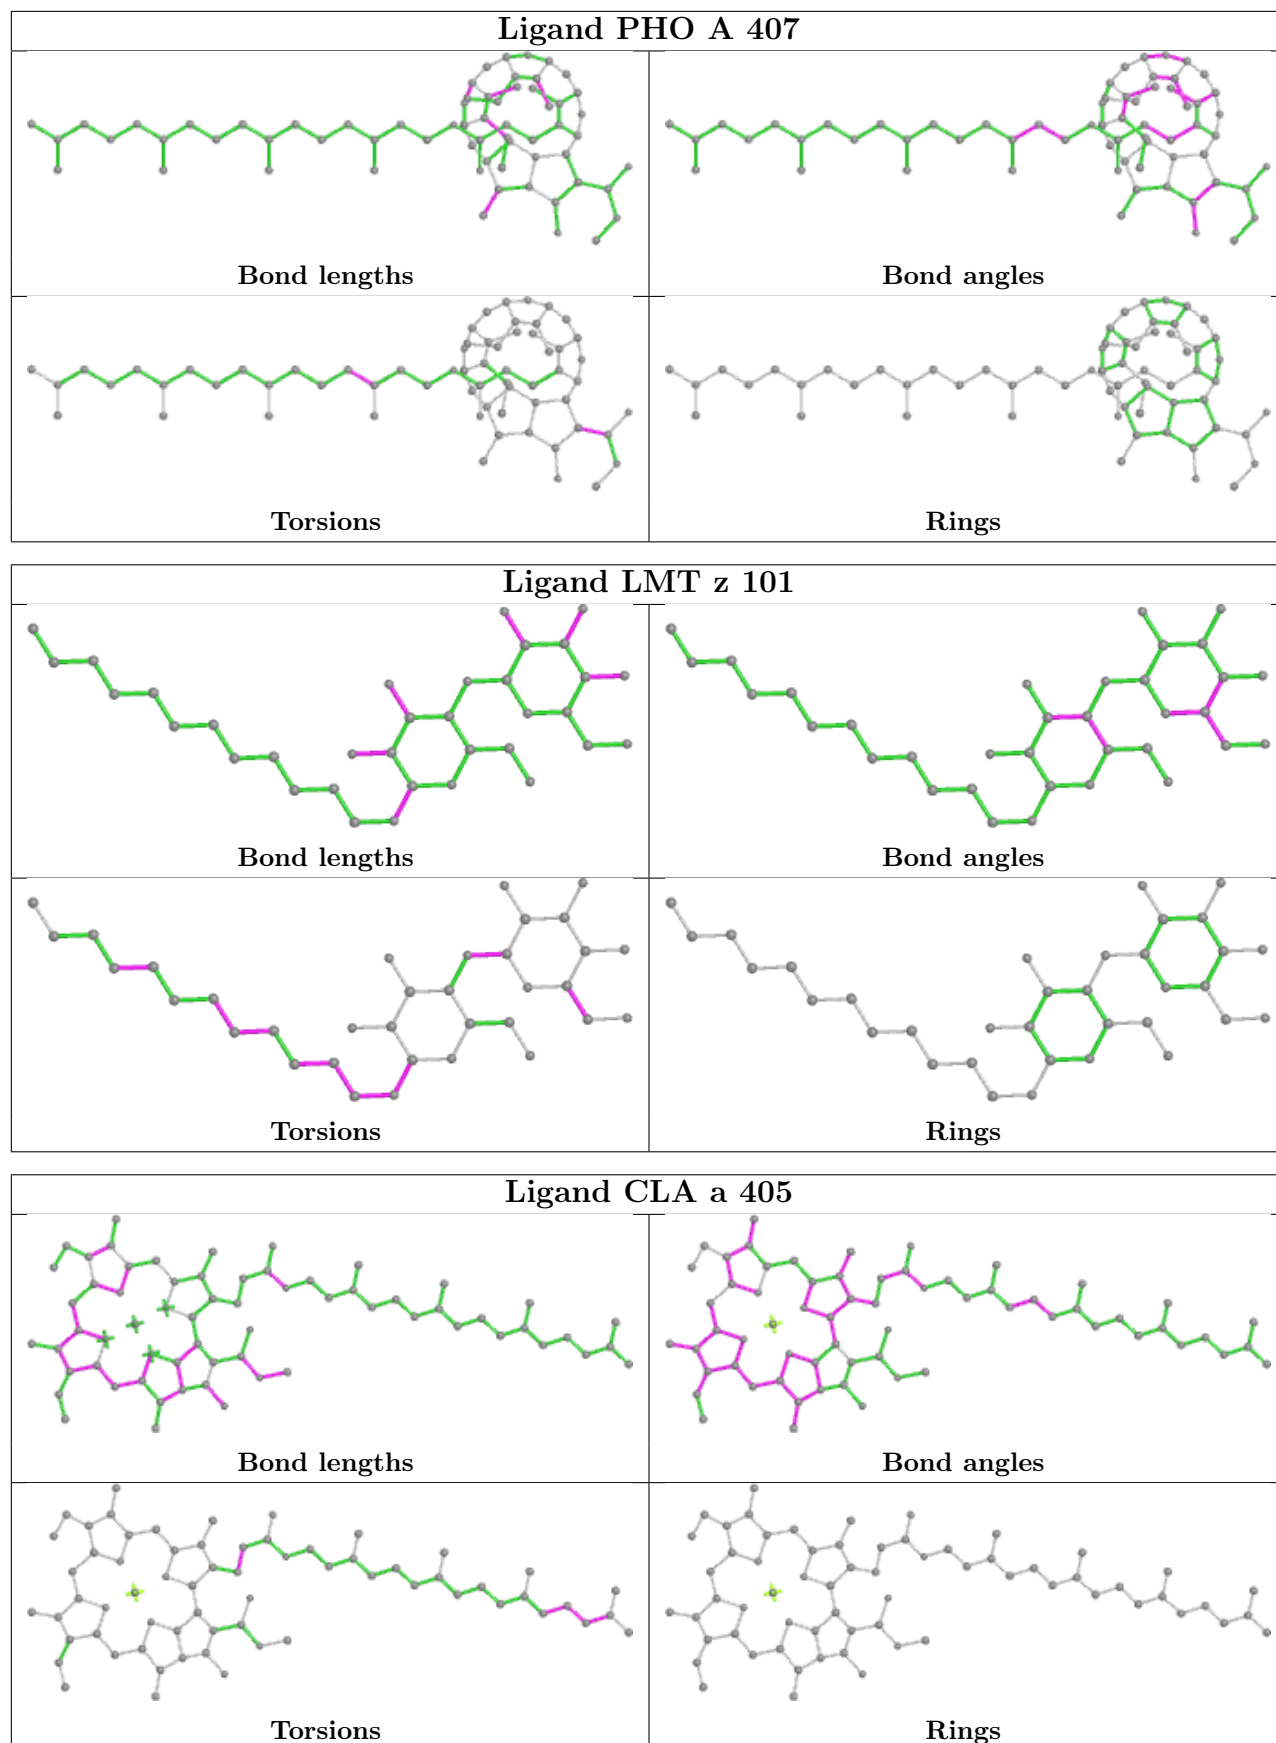 Ligand PHO A 407
Bond lengths
Bond angles
Torsions
Rings
Ligand LMT z 101
Bond lengths
Bond angles
Torsions
Rings
Ligand CLA a 405
Bond lengths
Bond angles
Torsions
Rings